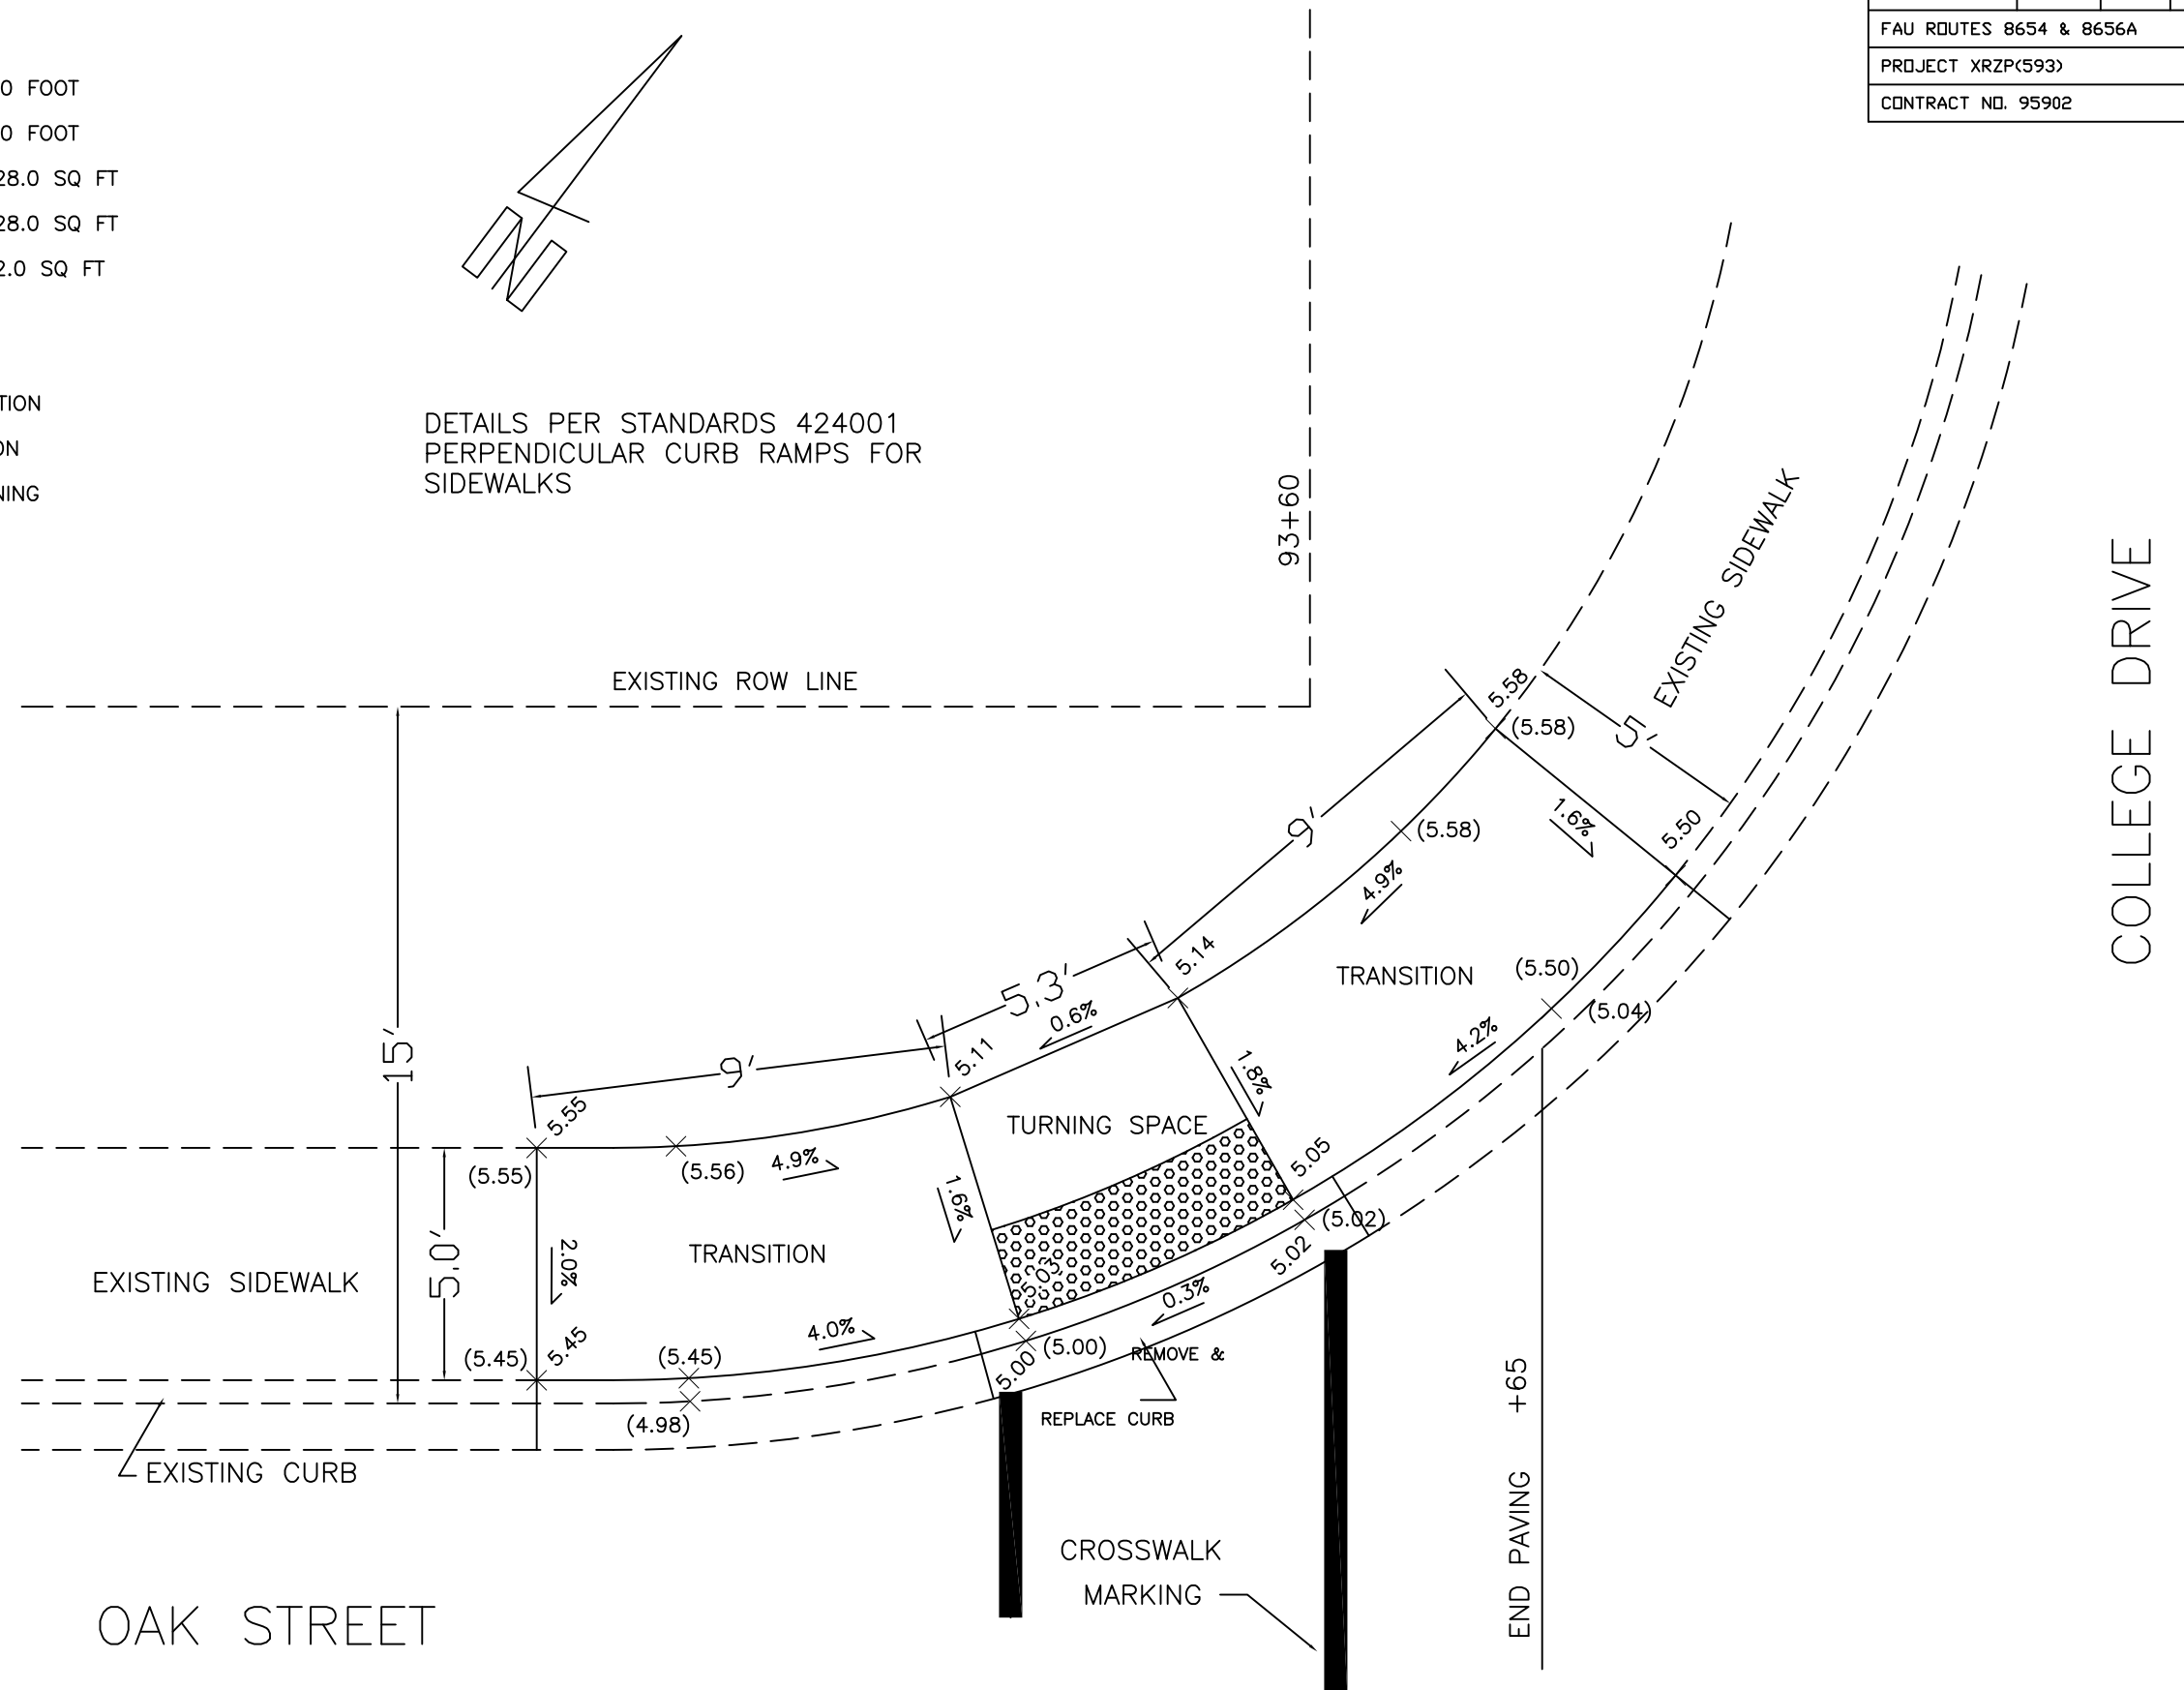 FAU ROUTES 8654 & 8656A
PROJECT XRZP(593)
CONTRACT NO. 95902
0 FOOT
0 FOOT
28.0 SQ FT
28.0 SQ FT
2.0 SQ FT
TION
ON
NING
N
DETAILS PER STANDARDS 424001
PERPENDICULAR CURB RAMPS FOR
SIDEWALKS
93+60
EXISTING ROW LINE
EXISTING SIDEWALK
COLLEGE DRIVE
5.58
(5.58)
5'
9'
1.6%
5.50
(5.58)
4.9%
5.14
TRANSITION
(5.50)
(5.04)
5.3'
0.6%
4.2%
15'
9'
5.11
1.8%
5.55
TURNING SPACE
5.05
(5.55)
(5.56)
4.9%
1.6%
(5.02)
5.02
5.0'
2.0%
TRANSITION
EXISTING SIDEWALK
5.03
0.3%
4.0%
(5.45)
5.45
(5.45)
(5.00)
5.00
REMOVE &
REPLACE CURB
(4.98)
EXISTING CURB
END PAVING +65
CROSSWALK
MARKING
OAK STREET